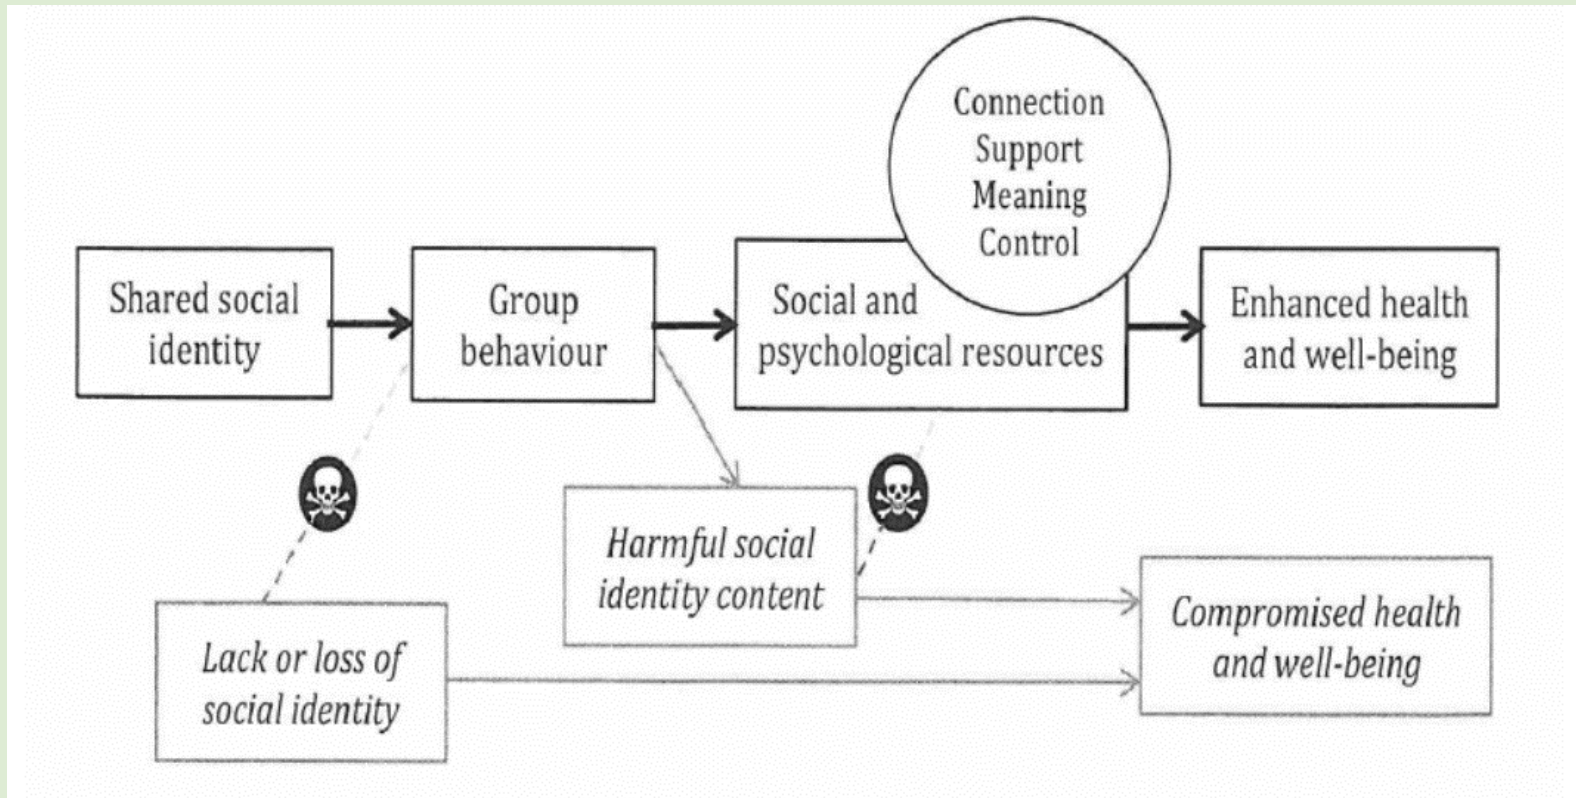 Connection
Support
Meaning
Control
Shared social
identity
Group
behaviour
Social and
psychological resources
Enhanced health
and well-being
Harmful social
identity content
Lack or loss of
social identity
Compromised health
and well-being